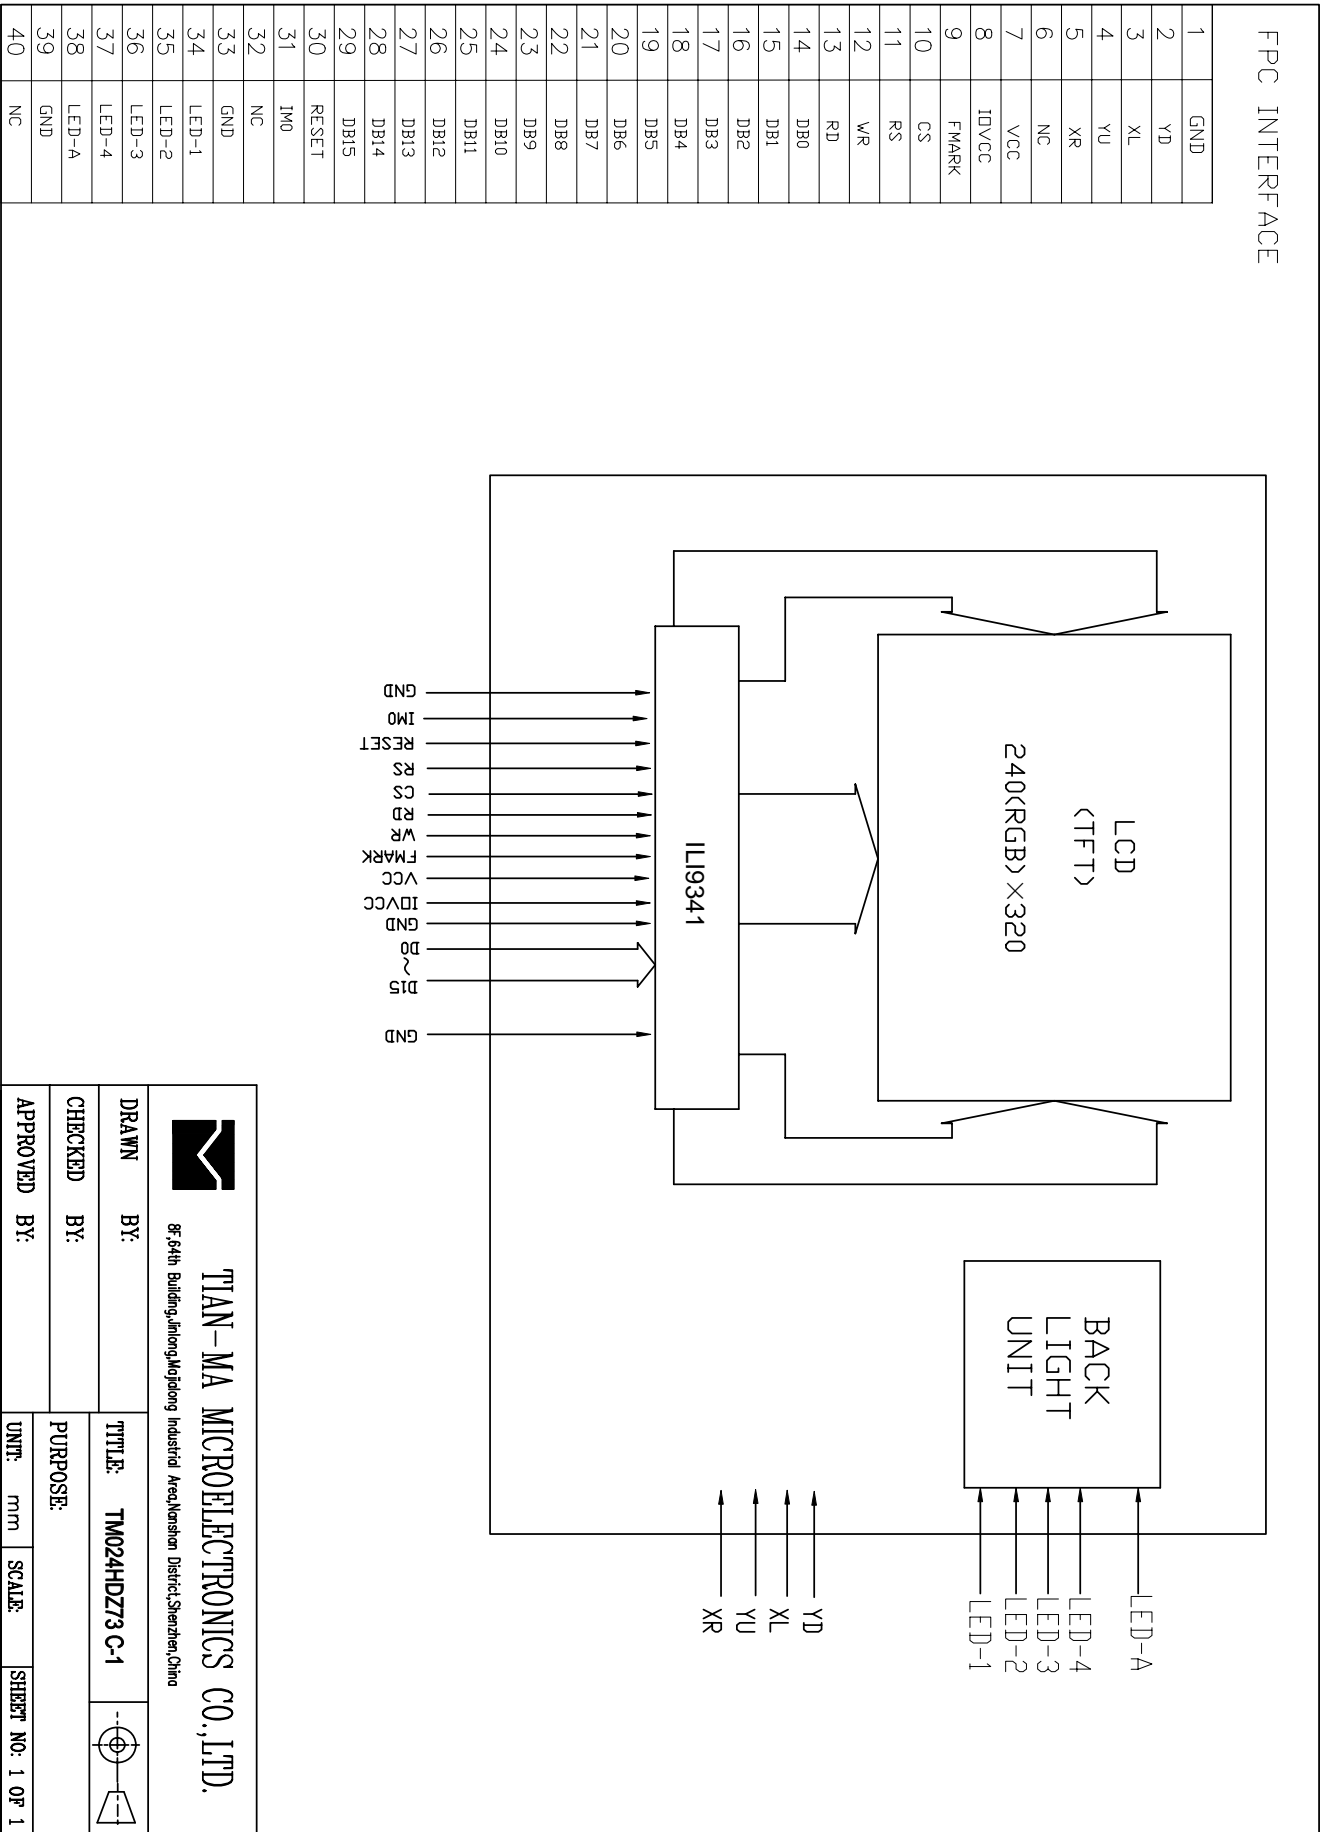 FPC INTERFACE
1 GND
2 YD
3 XL
4 YU
5 XR
6 NC
7 VCC
8 IOVCC
9 FMARK
10 CS
11 RS
12 WR
13 RD
14 DB0
15 DB1
16 DB2
17 DB3
18 DB4
19 DB5
20 DB6
21 DB7
22 DB8
23 DB9
24 DB10
25 DB11
26 DB12
27 DB13
28 DB14
29 DB15
30 RESET
31 IM0
32 NC
33 GND
34 LED-1
35 LED-2
36 LED-3
37 LED-4
38 LED-A
39 GND
40 NC
LCD
(TFT)
240(RGB)×320
BACK
LIGHT
UNIT
LED-A
LED-4
LED-3
LED-2
LED-1
YD
XL
YU
XR
ILI9341
GND
IM0
RESET
RS
CS
RD
WR
FMARK
VCC
IOVCC
GND
D0
~
D15
GND
TIAN-MA MICROELECTRONICS CO.,LTD.
8F,64th Building,Jinlong,Majialong Industrial Area,Nanshan District,Shenzhen,China
DRAWN BY:
CHECKED BY:
APPROVED BY:
TITLE: TM024HDZ73 C-1
PURPOSE:
UNIT: mm SCALE: SHEET NO: 1 OF 1